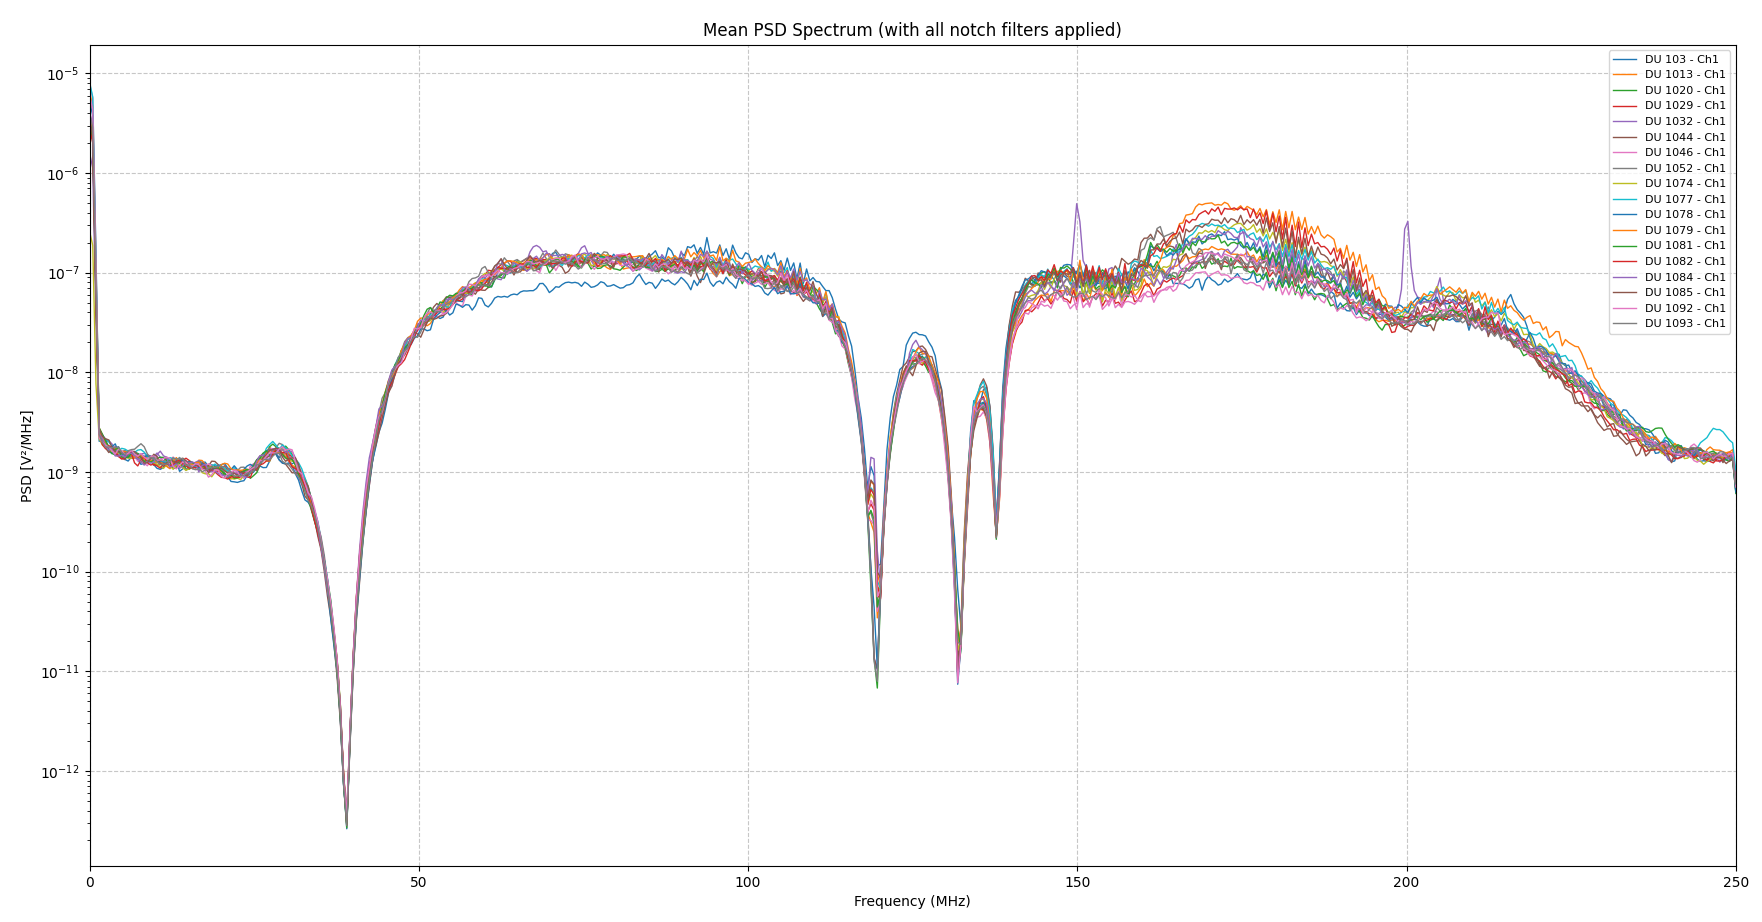 Mean PSD Spectrum (with all notch filters applied)
PSD [V²/MHz]
10⁻⁵
10⁻⁶
10⁻⁷
10⁻⁸
10⁻⁹
10⁻¹⁰
10⁻¹¹
10⁻¹²
DU 103 - Ch1
DU 1013 - Ch1
DU 1020 - Ch1
DU 1029 - Ch1
DU 1032 - Ch1
DU 1044 - Ch1
DU 1046 - Ch1
DU 1052 - Ch1
DU 1074 - Ch1
DU 1077 - Ch1
DU 1078 - Ch1
DU 1079 - Ch1
DU 1081 - Ch1
DU 1082 - Ch1
DU 1084 - Ch1
DU 1085 - Ch1
DU 1092 - Ch1
DU 1093 - Ch1
0 50 100 150 200 250
Frequency (MHz)